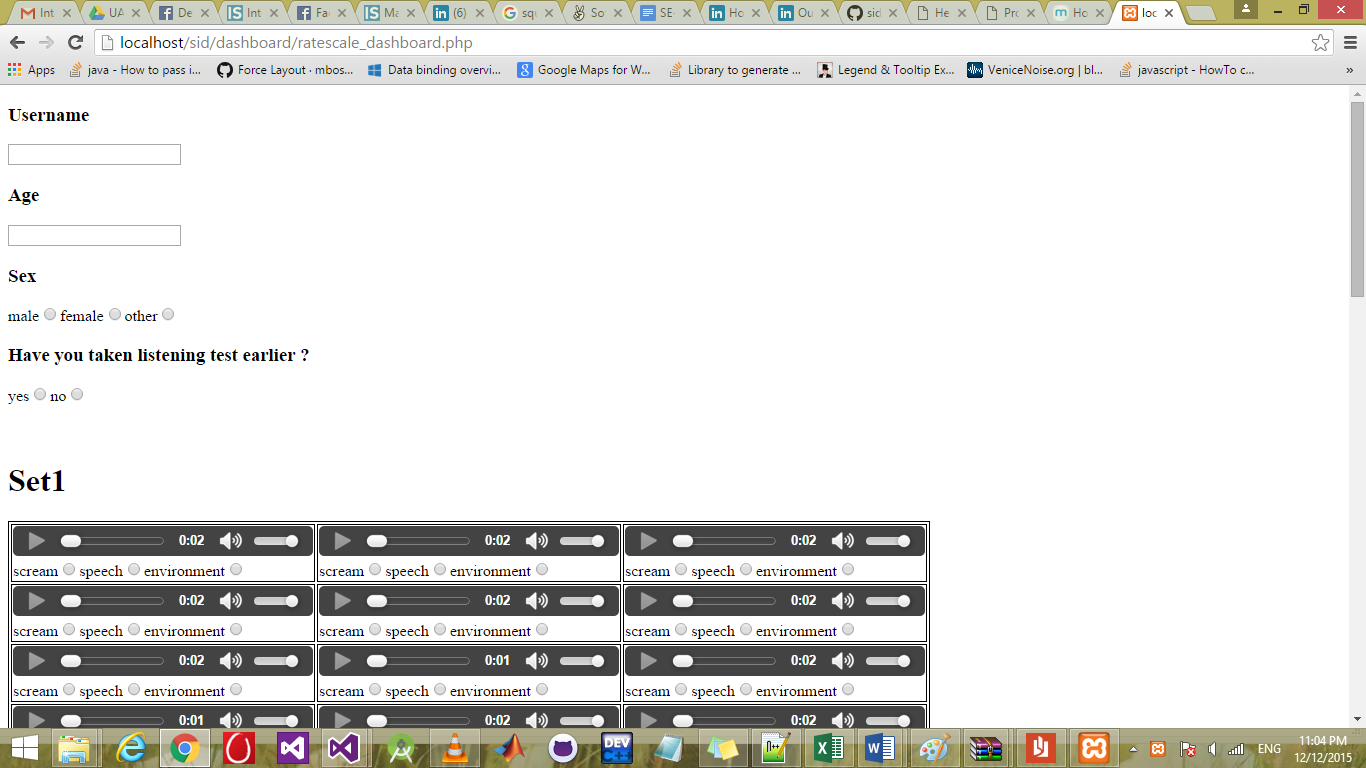 Int UA De Int Fac Ma (6) squ So SE- Ho Ou sid He Pro Ho loc
localhost/sid/dashboard/ratescale_dashboard.php
Apps java - How to pass i... Force Layout · mbos... Data binding overvi... Google Maps for W... Library to generate ... Legend & Tooltip Ex... VeniceNoise.org | bl... javascript - HowTo c... »
Username
Age
Sex
male female other
Have you taken listening test earlier ?
yes no
Set1
0:02 0:02 0:02
scream speech environment scream speech environment scream speech environment
0:02 0:02 0:02
scream speech environment scream speech environment scream speech environment
0:02 0:01 0:02
scream speech environment scream speech environment scream speech environment
0:01 0:02 0:02
DEV C++ ENG 11:04 PM
12/12/2015